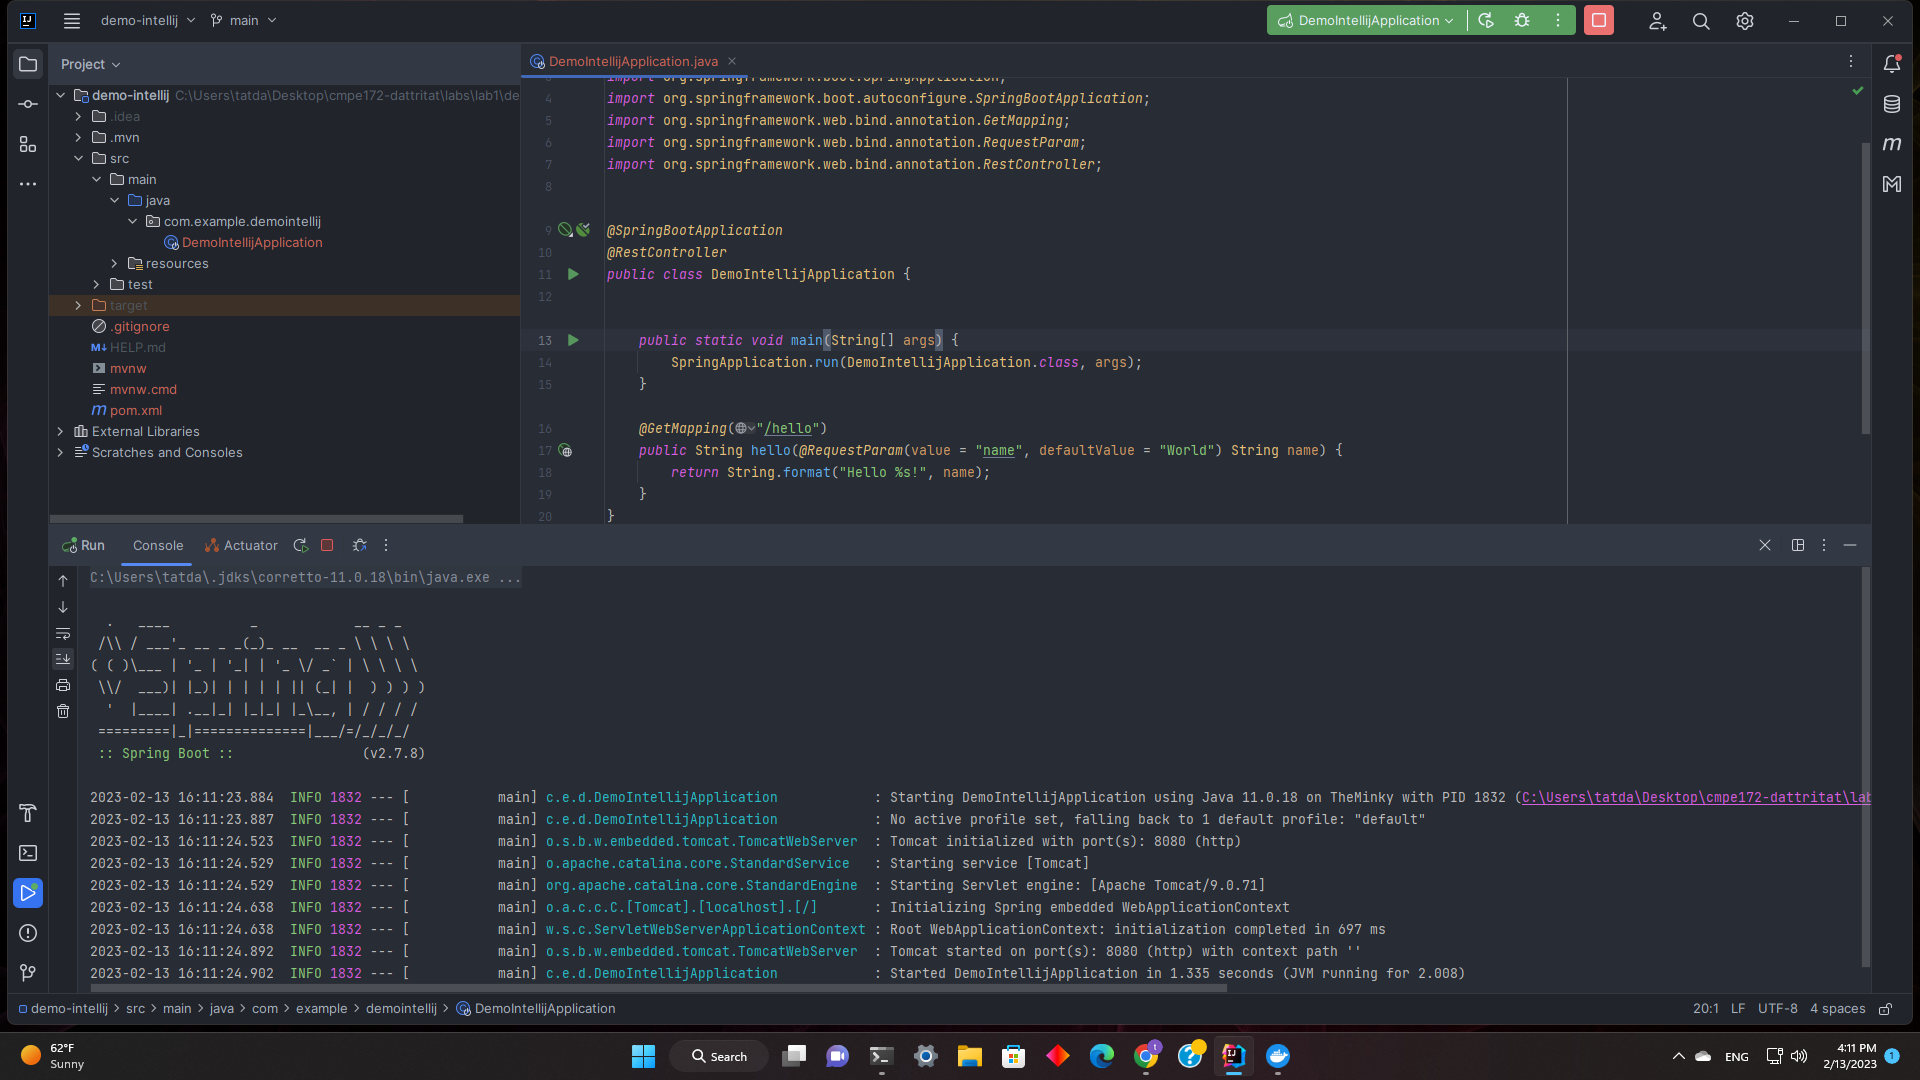 demo-intellij main DemoIntellijApplication
Project DemoIntellijApplication.java
demo-intellij C:\Users\tatda\Desktop\cmpe172-dattritat\labs\lab1\de
.idea
.mvn
src
main
java
com.example.demointellij
DemoIntellijApplication
resources
test
target
.gitignore
M↓ HELP.md
mvnw
mvnw.cmd
m pom.xml
External Libraries
Scratches and Consoles
3 import org.springframework.boot.SpringApplication;
4 import org.springframework.boot.autoconfigure.SpringBootApplication;
5 import org.springframework.web.bind.annotation.GetMapping;
6 import org.springframework.web.bind.annotation.RequestParam;
7 import org.springframework.web.bind.annotation.RestController;
8
9 @SpringBootApplication
10 @RestController
11 public class DemoIntellijApplication {
12
13 public static void main(String[] args) {
14 SpringApplication.run(DemoIntellijApplication.class, args);
15 }
16 @GetMapping("/hello")
17 public String hello(@RequestParam(value = "name", defaultValue = "World") String name) {
18 return String.format("Hello %s!", name);
19 }
20 }
Run Console Actuator
C:\Users\tatda\.jdks\corretto-11.0.18\bin\java.exe ...
  .   ____          _            __ _ _
 /\\ / ___'_ __ _ _(_)_ __  __ _ \ \ \ \
( ( )\___ | '_ | '_| | '_ \/ _` | \ \ \ \
 \\/  ___)| |_)| | | | | || (_| |  ) ) ) )
  '  |____| .__|_| |_|_| |_\__, | / / / /
 =========|_|==============|___/=/_/_/_/
 :: Spring Boot ::                (v2.7.8)
2023-02-13 16:11:23.884 INFO 1832 --- [ main] c.e.d.DemoIntellijApplication : Starting DemoIntellijApplication using Java 11.0.18 on TheMinky with PID 1832 (C:\Users\tatda\Desktop\cmpe172-dattritat\lab
2023-02-13 16:11:23.887 INFO 1832 --- [ main] c.e.d.DemoIntellijApplication : No active profile set, falling back to 1 default profile: "default"
2023-02-13 16:11:24.523 INFO 1832 --- [ main] o.s.b.w.embedded.tomcat.TomcatWebServer : Tomcat initialized with port(s): 8080 (http)
2023-02-13 16:11:24.529 INFO 1832 --- [ main] o.apache.catalina.core.StandardService : Starting service [Tomcat]
2023-02-13 16:11:24.529 INFO 1832 --- [ main] org.apache.catalina.core.StandardEngine : Starting Servlet engine: [Apache Tomcat/9.0.71]
2023-02-13 16:11:24.638 INFO 1832 --- [ main] o.a.c.c.C.[Tomcat].[localhost].[/] : Initializing Spring embedded WebApplicationContext
2023-02-13 16:11:24.638 INFO 1832 --- [ main] w.s.c.ServletWebServerApplicationContext : Root WebApplicationContext: initialization completed in 697 ms
2023-02-13 16:11:24.892 INFO 1832 --- [ main] o.s.b.w.embedded.tomcat.TomcatWebServer : Tomcat started on port(s): 8080 (http) with context path ''
2023-02-13 16:11:24.902 INFO 1832 --- [ main] c.e.d.DemoIntellijApplication : Started DemoIntellijApplication in 1.335 seconds (JVM running for 2.008)
demo-intellij > src > main > java > com > example > demointellij > DemoIntellijApplication 20:1 LF UTF-8 4 spaces
62°F
Sunny
Search
ENG
4:11 PM
2/13/2023
1